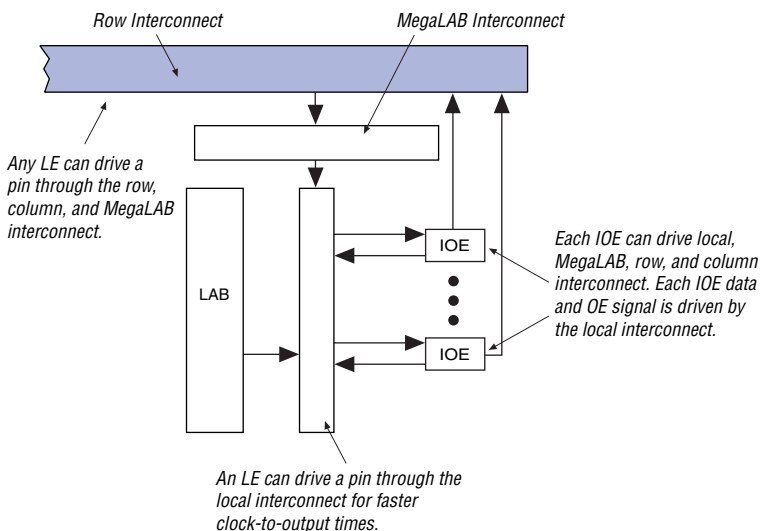 Row Interconnect
MegaLAB Interconnect
Any LE can drive a
pin through the row,
column, and MegaLAB
interconnect.
LAB
IOE
IOE
Each IOE can drive local,
MegaLAB, row, and column
interconnect. Each IOE data
and OE signal is driven by
the local interconnect.
An LE can drive a pin through the
local interconnect for faster
clock-to-output times.